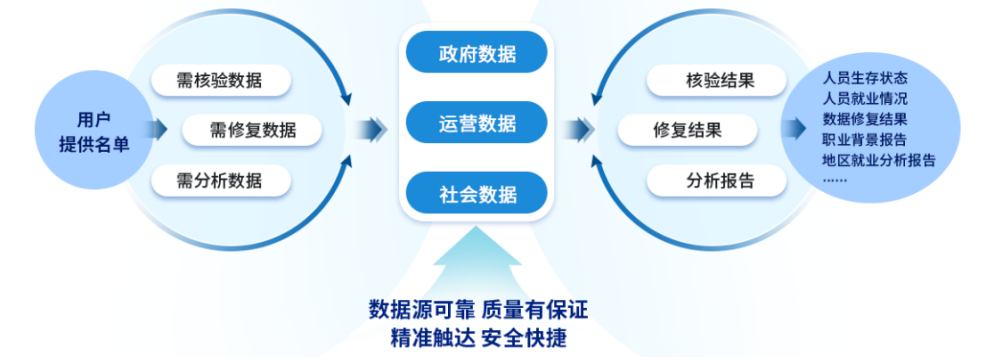 用户
提供名单
需核验数据
需修复数据
需分析数据
政府数据
运营数据
社会数据
核验结果
修复结果
分析报告
人员生存状态
人员就业情况
数据修复结果
职业背景报告
地区就业分析报告
……
数据源可靠 质量有保证
精准触达 安全快捷